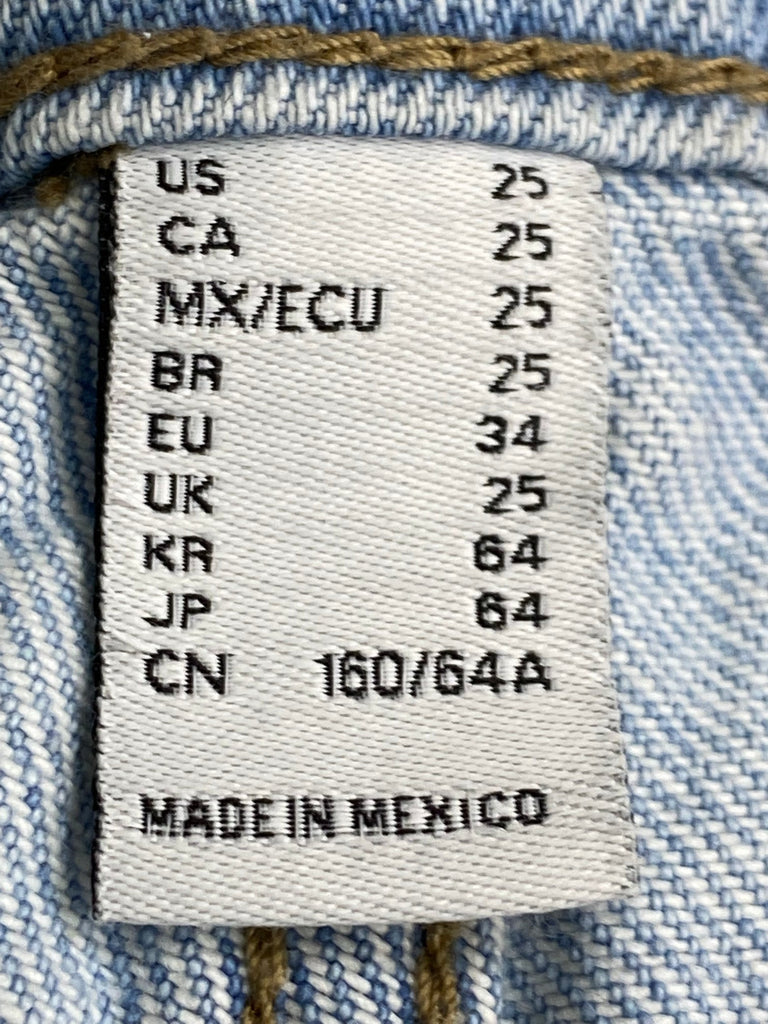 US 25
CA 25
MX/ECU 25
BR 25
EU 34
UK 25
KR 64
JP 64
CN 160/64A
MADE IN MEXICO